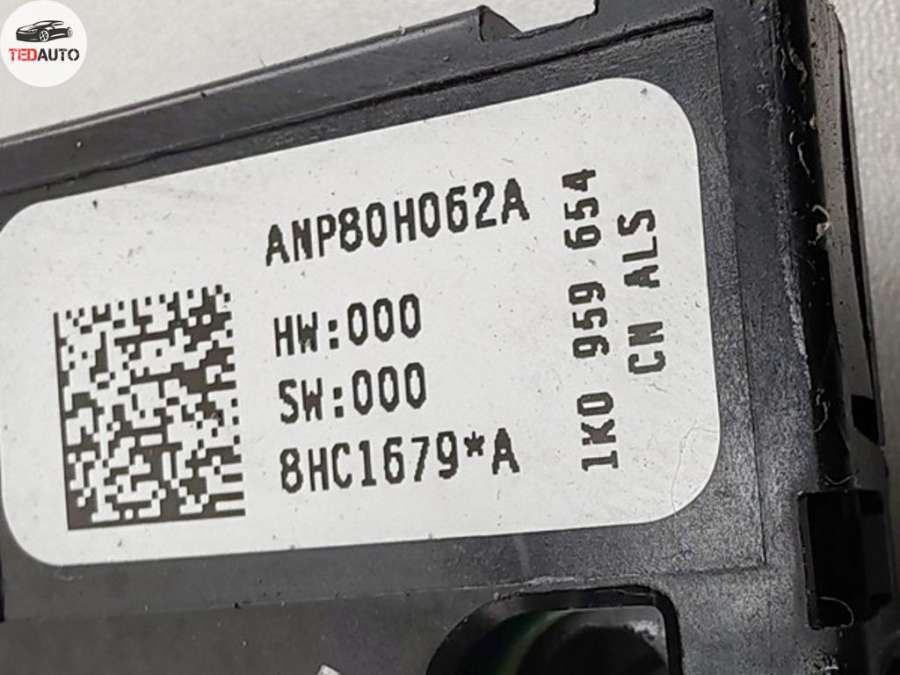 TEDAUTO
ANP80H062A
HW:000
SW:000
8HC1679*A
1K0 959 654
CN ALS